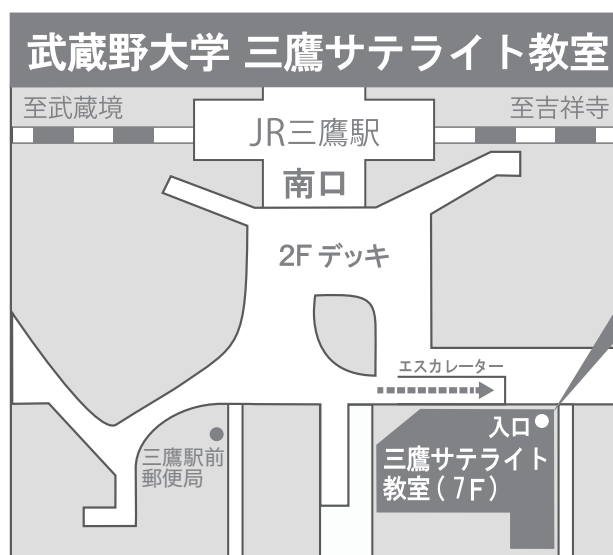 武蔵野大学 三鷹サテライト教室
至武蔵境
至吉祥寺
JR三鷹駅
南口
2F デッキ
エスカレーター
入口
三鷹駅前
郵便局
三鷹サテライト
教室(7F)